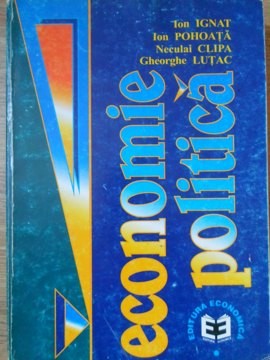 Ion IGNAT
Ion POHOAȚĂ
Neculai CLIPA
Gheorghe LUȚAC
economie
politică
EDITURA ECONOMICĂ